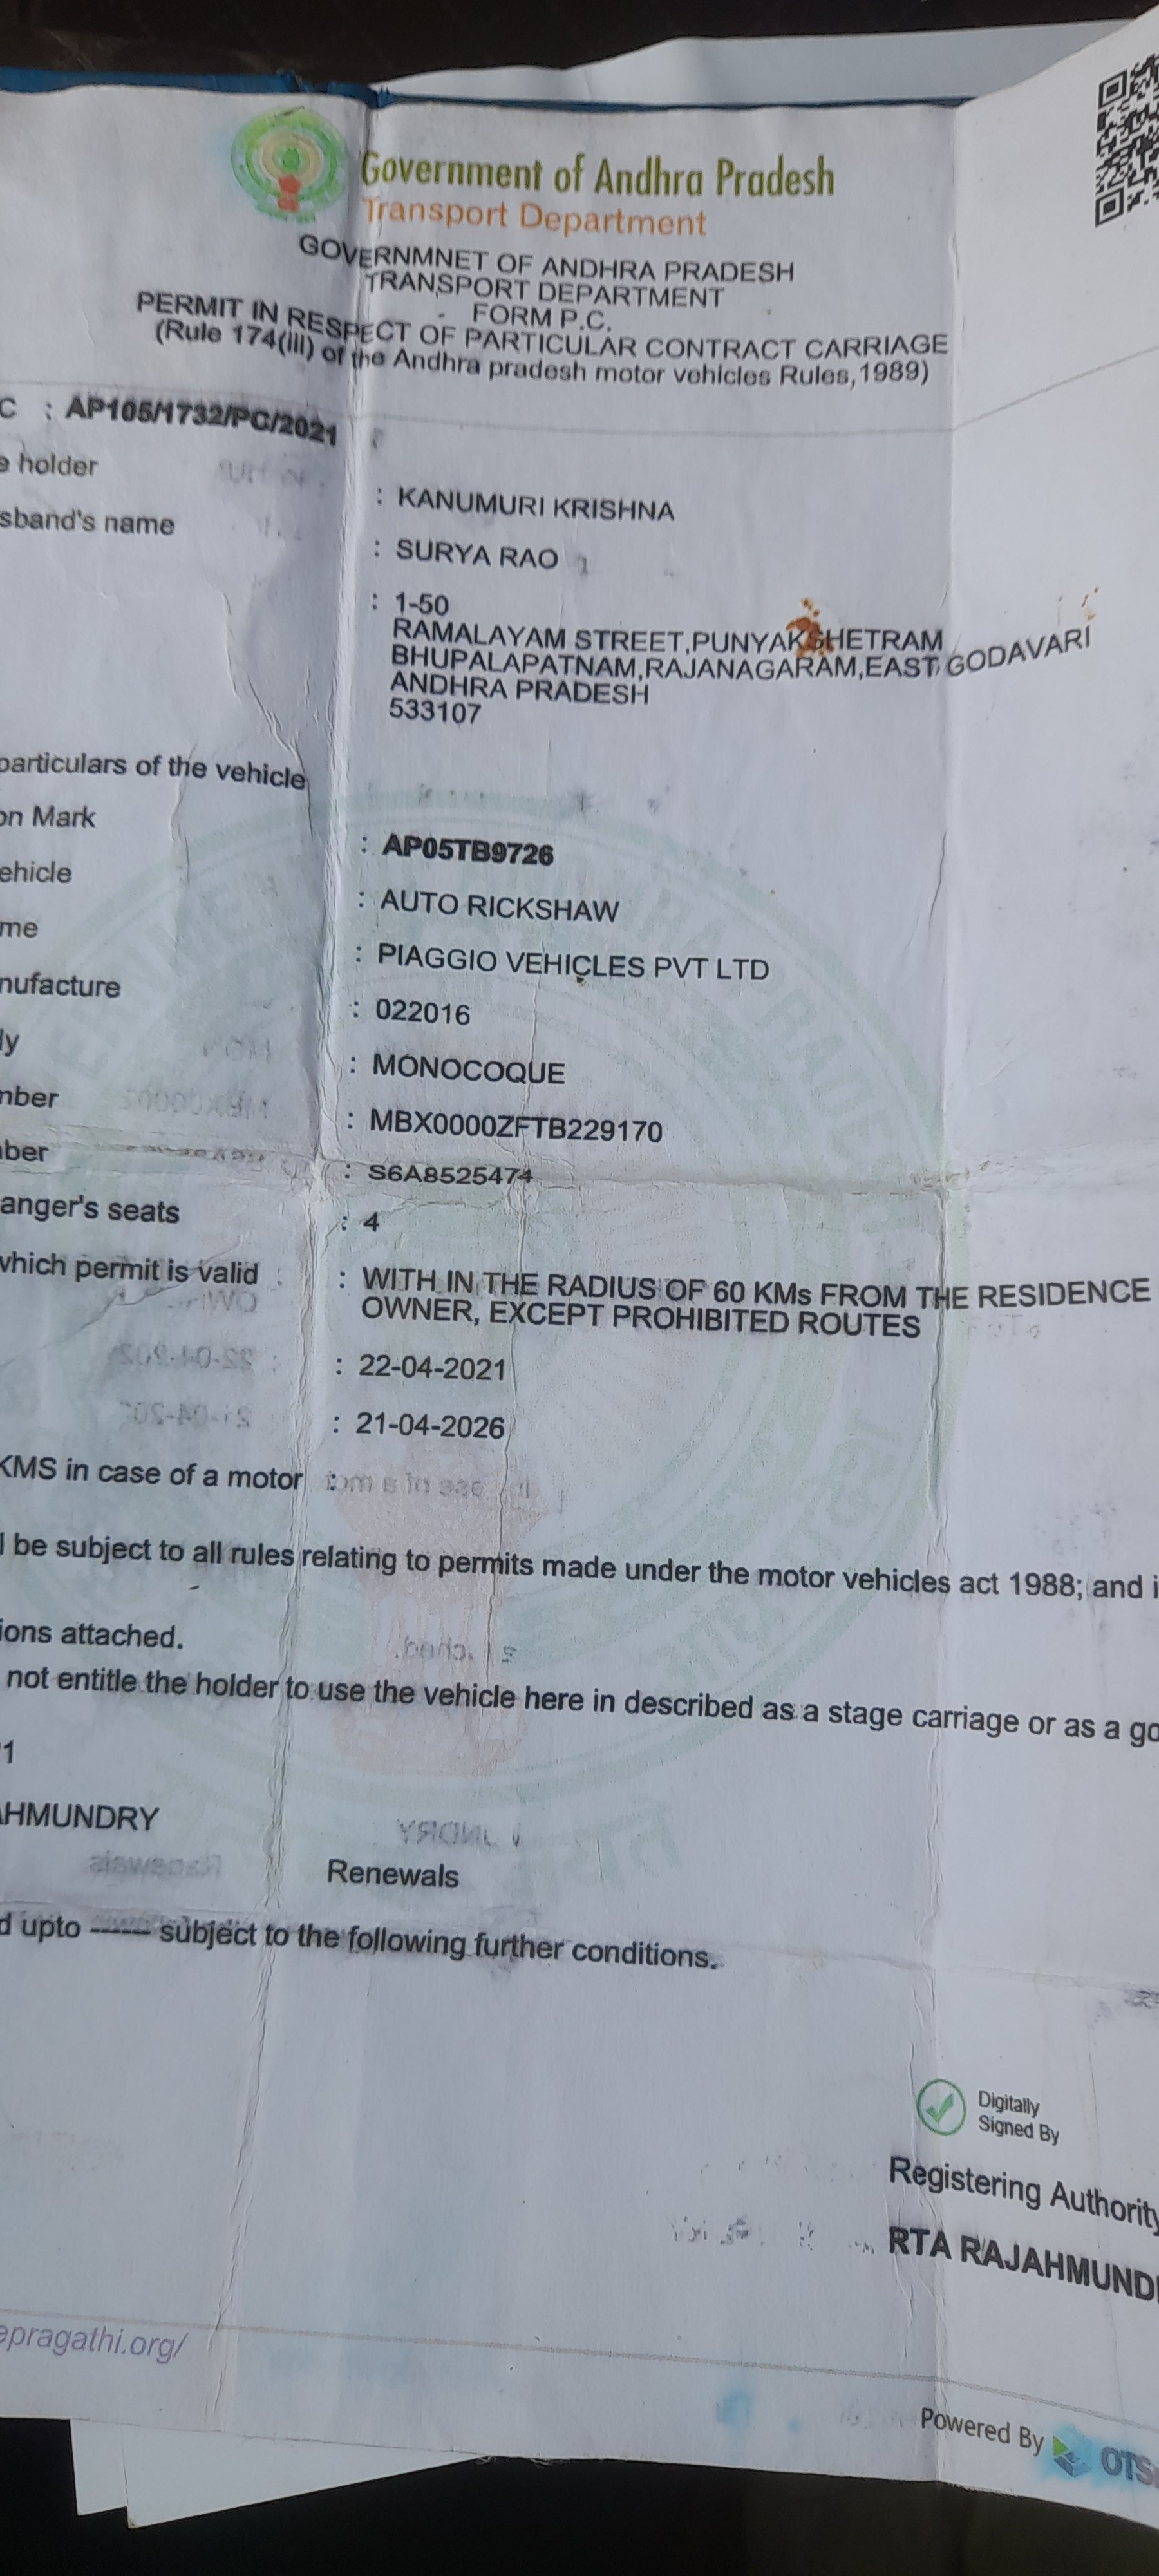 Government of Andhra Pradesh
Transport Department
GOVERNMNET OF ANDHRA PRADESH
TRANSPORT DEPARTMENT
FORM P.C.
PERMIT IN RESPECT OF PARTICULAR CONTRACT CARRIAGE
(Rule 174(iii) of the Andhra pradesh motor vehicles Rules,1989)
C : AP105/1732/PC/2021
e holder : KANUMURI KRISHNA
sband's name : SURYA RAO
: 1-50
RAMALAYAM STREET,PUNYAKSHETRAM
BHUPALAPATNAM,RAJANAGARAM,EAST GODAVARI
ANDHRA PRADESH
533107
particulars of the vehicle
on Mark : AP05TB9726
ehicle : AUTO RICKSHAW
me : PIAGGIO VEHICLES PVT LTD
nufacture : 022016
ly : MONOCOQUE
mber : MBX0000ZFTB229170
ber : S6A8525474
anger's seats : 4
which permit is valid : WITH IN THE RADIUS OF 60 KMs FROM THE RESIDENCE
OWNER, EXCEPT PROHIBITED ROUTES
: 22-04-2021
: 21-04-2026
KMS in case of a motor :
l be subject to all rules relating to permits made under the motor vehicles act 1988; and i
ions attached.
not entitle the holder to use the vehicle here in described as a stage carriage or as a go
1
AHMUNDRY
Renewals
d upto ------ subject to the following further conditions.
Digitally
Signed By
Registering Authority
RTA RAJAHMUND
epragathi.org/
Powered By OTS